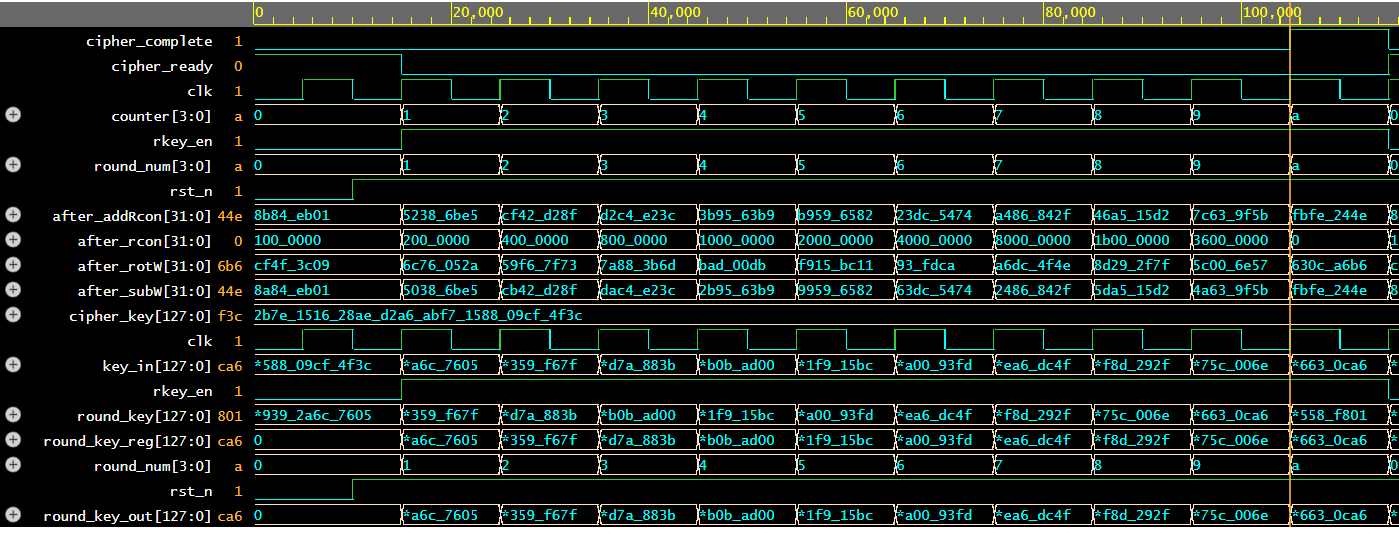 0 20,000 40,000 60,000 80,000 100,000
cipher_complete 1
cipher_ready 0
clk 1
counter[3:0] a 0 1 2 3 4 5 6 7 8 9 a 0
rkey_en 1
round_num[3:0] a 0 1 2 3 4 5 6 7 8 9 a 0
rst_n 1
after_addRcon[31:0] 44e 8b84_eb01 5238_6be5 cf42_d28f d2c4_e23c 3b95_63b9 b959_6582 23dc_5474 a486_842f 46a5_15d2 7c63_9f5b fbfe_244e 8
after_rcon[31:0] 0 100_0000 200_0000 400_0000 800_0000 1000_0000 2000_0000 4000_0000 8000_0000 1b00_0000 3600_0000 0 1
after_rotW[31:0] 6b6 cf4f_3c09 6c76_052a 59f6_7f73 7a88_3b6d bad_00db f915_bc11 93_fdca a6dc_4f4e 8d29_2f7f 5c00_6e57 630c_a6b6 c
after_subW[31:0] 44e 8a84_eb01 5038_6be5 cb42_d28f dac4_e23c 2b95_63b9 9959_6582 63dc_5474 2486_842f 5da5_15d2 4a63_9f5b fbfe_244e 8
cipher_key[127:0] f3c 2b7e_1516_28ae_d2a6_abf7_1588_09cf_4f3c
clk 1
key_in[127:0] ca6 *588_09cf_4f3c *a6c_7605 *359_f67f *d7a_883b *b0b_ad00 *1f9_15bc *a00_93fd *ea6_dc4f *f8d_292f *75c_006e *663_0ca6 *
rkey_en 1
round_key[127:0] 801 *939_2a6c_7605 *359_f67f *d7a_883b *b0b_ad00 *1f9_15bc *a00_93fd *ea6_dc4f *f8d_292f *75c_006e *663_0ca6 *558_f801 *
round_key_reg[127:0] ca6 0 *a6c_7605 *359_f67f *d7a_883b *b0b_ad00 *1f9_15bc *a00_93fd *ea6_dc4f *f8d_292f *75c_006e *663_0ca6 *
round_num[3:0] a 0 1 2 3 4 5 6 7 8 9 a 0
rst_n 1
round_key_out[127:0] ca6 0 *a6c_7605 *359_f67f *d7a_883b *b0b_ad00 *1f9_15bc *a00_93fd *ea6_dc4f *f8d_292f *75c_006e *663_0ca6 *